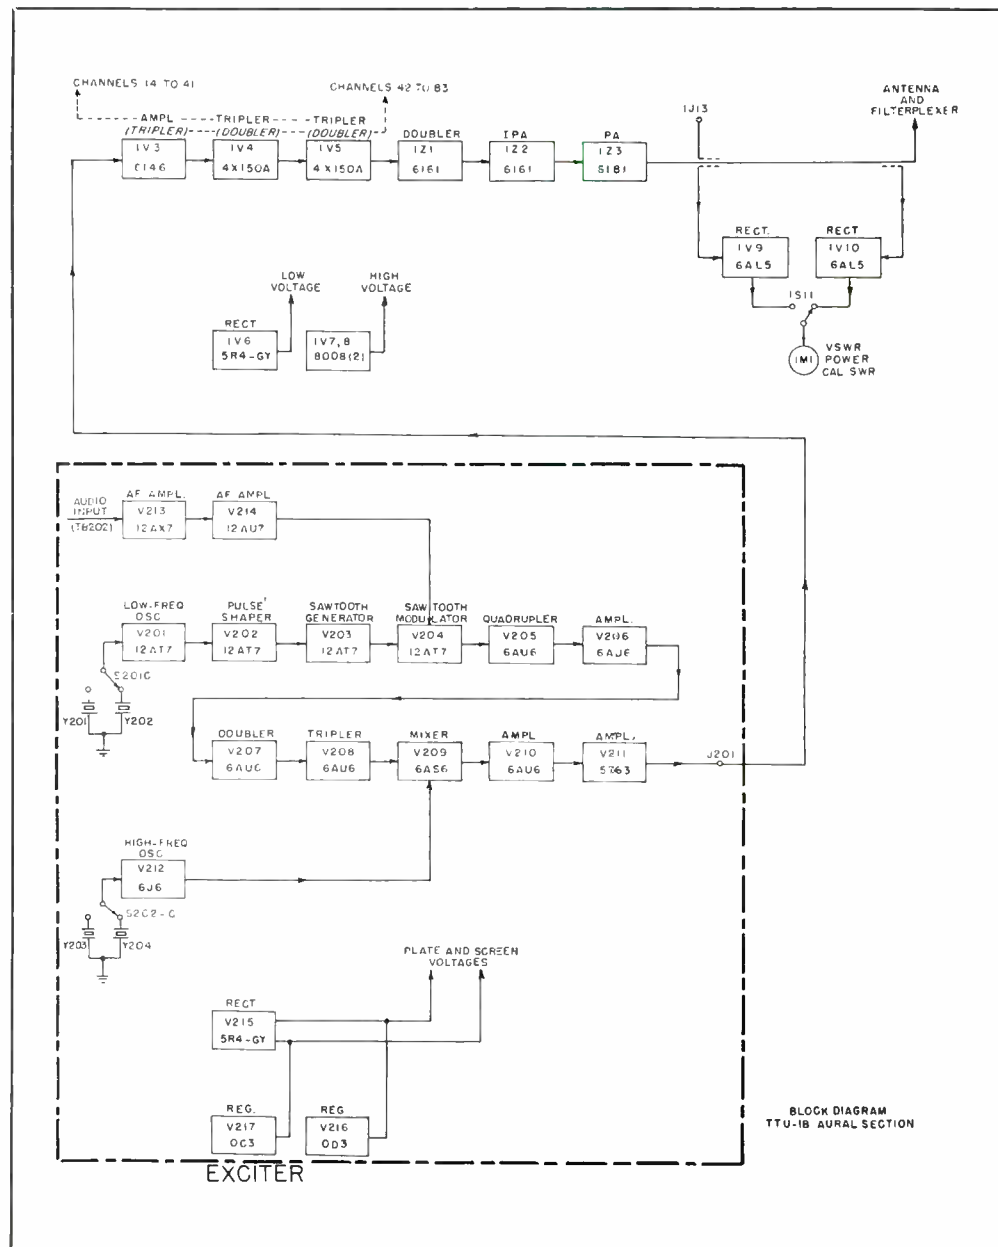 CHANNELS 14 TO 41
CHANNELS 42 TO 83
AMPL
TRIPLER
TRIPLER
(TRIPLER)
(DOUBLER)
(DOUBLER)
DOUBLER
IPA
PA
1V3
6146
1V4
4X150A
1V5
4X150A
1Z1
6161
1Z2
6161
1Z3
6181
1J13
ANTENNA
AND
FILTERPLEXER
RECT.
1V9
6AL5
RECT
1V10
6AL5
1S11
1M1
VSWR
POWER
CAL SWR
LOW
VOLTAGE
HIGH
VOLTAGE
RECT
1V6
5R4-GY
1V7,8
8008(2)
AUDIO
INPUT
(TB202)
AF AMPL.
V213
12AX7
AF AMPL
V214
12AU7
LOW-FREQ
OSC
V201
12AT7
PULSE
SHAPER
V202
12AT7
SAWTOOTH
GENERATOR
V203
12AT7
SAWTOOTH
MODULATOR
V204
12AT7
QUADRUPLER
V205
6AU6
AMPL.
V206
6AU6
S201C
Y201
Y202
DOUBLER
V207
6AU6
TRIPLER
V208
6AU6
MIXER
V209
6AS6
AMPL
V210
6AU6
AMPL.
V211
5763
J201
HIGH-FREQ
OSC
V212
6J6
S202-C
Y203
Y204
PLATE AND SCREEN
VOLTAGES
RECT
V215
5R4-GY
REG.
V217
OC3
REG
V216
OD3
EXCITER
BLOCK DIAGRAM
TTU-1B AURAL SECTION